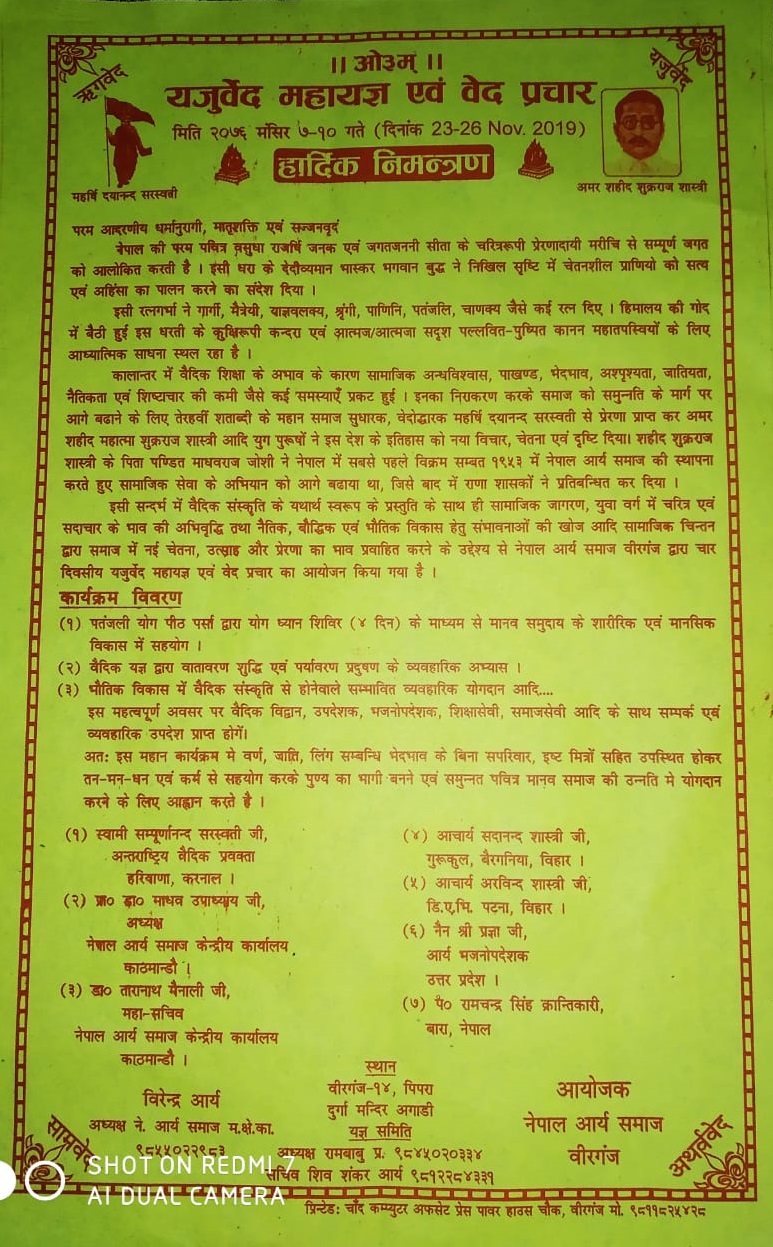 ऋग्वेद
यजुर्वेद
।। ओ३म् ।।
यजुर्वेद महायज्ञ एवं वेद प्रचार
मिति २०७६ मंसिर ७-१० गते (दिनांक 23-26 Nov. 2019)
हार्दिक निमन्त्रण
महर्षि दयानन्द सरस्वती
अमर शहीद शुक्रराज शास्त्री
परम आदरणीय धर्मानुरागी, मातृशक्ति एवं सज्जनवृदं
नेपाल की परम पवित्र वसुधा राजर्षि जनक एवं जगतजननी सीता के चरित्ररूपी प्रेरणादायी मरीचि से सम्पूर्ण जगत
को आलोकित करती है । इसी धरा के देदीव्यमान भास्कर भगवान बुद्ध ने निखिल सृष्टि में चेतनशील प्राणियो को सत्य
एवं अहिंसा का पालन करने का संदेश दिया ।
इसी रत्नगर्भा ने गार्गी, मैत्रेयी, याज्ञवलक्य, श्रृंगी, पाणिनि, पतंजलि, चाणक्य जैसे कई रत्न दिए । हिमालय की गोद
में बैठी हुई इस धरती के कुक्षिरूपी कन्दरा एवं आत्मज/आत्मजा सदृश पल्लवित-पुष्पित कानन महातपस्वियों के लिए
आध्यात्मिक साधना स्थल रहा है ।
कालान्तर में वैदिक शिक्षा के अभाव के कारण सामाजिक अन्धविश्वास, पाखण्ड, भेदभाव, अश्पृश्यता, जातियता,
नैतिकता एवं शिष्टाचार की कमी जैसे कई समस्याएँ प्रकट हुई । इनका निराकरण करके समाज को समुन्नति के मार्ग पर
आगे बढाने के लिए तेरहवीं शताब्दी के महान समाज सुधारक, वेदोद्धारक महर्षि दयानन्द सरस्वती से प्रेरणा प्राप्त कर अमर
शहीद महात्मा शुक्रराज शास्त्री आदि युग पुरूषों ने इस देश के इतिहास को नया विचार, चेतना एवं दृष्टि दिया। शहीद शुक्रराज
शास्त्री के पिता पण्डित माधवराज जोशी ने नेपाल में सबसे पहले विक्रम सम्बत १९५३ में नेपाल आर्य समाज की स्थापना
करते हुए सामाजिक सेवा के अभियान को आगे बढाया था, जिसे बाद में राणा शासकों ने प्रतिबन्धित कर दिया ।
इसी सन्दर्भ में वैदिक संस्कृति के यथार्थ स्वरूप के प्रस्तुति के साथ ही सामाजिक जागरण, युवा वर्ग में चरित्र एवं
सदाचार के भाव की अभिवृद्धि तथा नैतिक, बौद्धिक एवं भौतिक विकास हेतु संभावनाओं की खोज आदि सामाजिक चिन्तन
द्वारा समाज में नई चेतना, उत्साह और प्रेरणा का भाव प्रवाहित करने के उद्देश्य से नेपाल आर्य समाज वीरगंज द्वारा चार
दिवसीय यजुर्वेद महायज्ञ एवं वेद प्रचार का आयोजन किया गया है ।
कार्यक्रम विवरण
(१) पतंजली योग पीठ पर्सा द्वारा योग ध्यान शिविर (४ दिन) के माध्यम से मानव समुदाय के शारीरिक एवं मानसिक
विकास में सहयोग ।
(२) वैदिक यज्ञ द्वारा वातावरण शुद्धि एवं पर्यावरण प्रदुषण के व्यवहारिक अभ्यास ।
(३) भौतिक विकास में वैदिक संस्कृति से होनेवाले सम्भावित व्यवहारिक योगदान आदि....
इस महत्वपूर्ण अवसर पर वैदिक विद्वान, उपदेशक, भजनोपदेशक, शिक्षासेवी, समाजसेवी आदि के साथ सम्पर्क एवं
व्यवहारिक उपदेश प्राप्त होगें।
अतः इस महान कार्यक्रम मे वर्ण, जाति, लिंग सम्बन्धि भेदभाव के बिना सपरिवार, इष्ट मित्रों सहित उपस्थित होकर
तन-मन-धन एवं कर्म से सहयोग करके पुण्य का भागी बनने एवं समुन्नत पवित्र मानव समाज की उन्नति मे योगदान
करने के लिए आह्वान करते है ।
(१) स्वामी सम्पूर्णानन्द सरस्वती जी,
अन्तराष्ट्रिय वैदिक प्रवक्ता
हरियाणा, करनाल ।
(२) प्रा० डा० माधव उपाध्याय जी,
अध्यक्ष
नेपाल आर्य समाज केन्द्रीय कार्यालय
काठमान्डौ ।
(३) डा० तारानाथ मैनाली जी,
महा-सचिव
नेपाल आर्य समाज केन्द्रीय कार्यालय
काठमान्डौ ।
(४) आचार्य सदानन्द शास्त्री जी,
गुरूकुल, बैरगनिया, विहार ।
(५) आचार्य अरविन्द शास्त्री जी,
डि.ए.भि. पटना, विहार ।
(६) नैन श्री प्रज्ञा जी,
आर्य भजनोपदेशक
उत्तर प्रदेश ।
(७) पं० रामचन्द्र सिंह क्रान्तिकारी,
बारा, नेपाल
विरेन्द्र आर्य
अध्यक्ष ने. आर्य समाज म.क्षे.का.
९८५५०२२९८३
स्थान
वीरगंज-१४, पिपरा
दुर्गा मन्दिर अगाडी
यज्ञ समिति
अध्यक्ष रामबाबु प्र. ९८४५०२०३३४
सचिव शिव शंकर आर्य ९८१२२८४३३१
आयोजक
नेपाल आर्य समाज
वीरगंज
सामवेद
अथर्ववेद
SHOT ON REDMI 7
AI DUAL CAMERA
प्रिन्टेडः चाँद कम्प्युटर अफसेट प्रेस पावर हाउस चौक, वीरगंज मो. ९८११८२५४२८